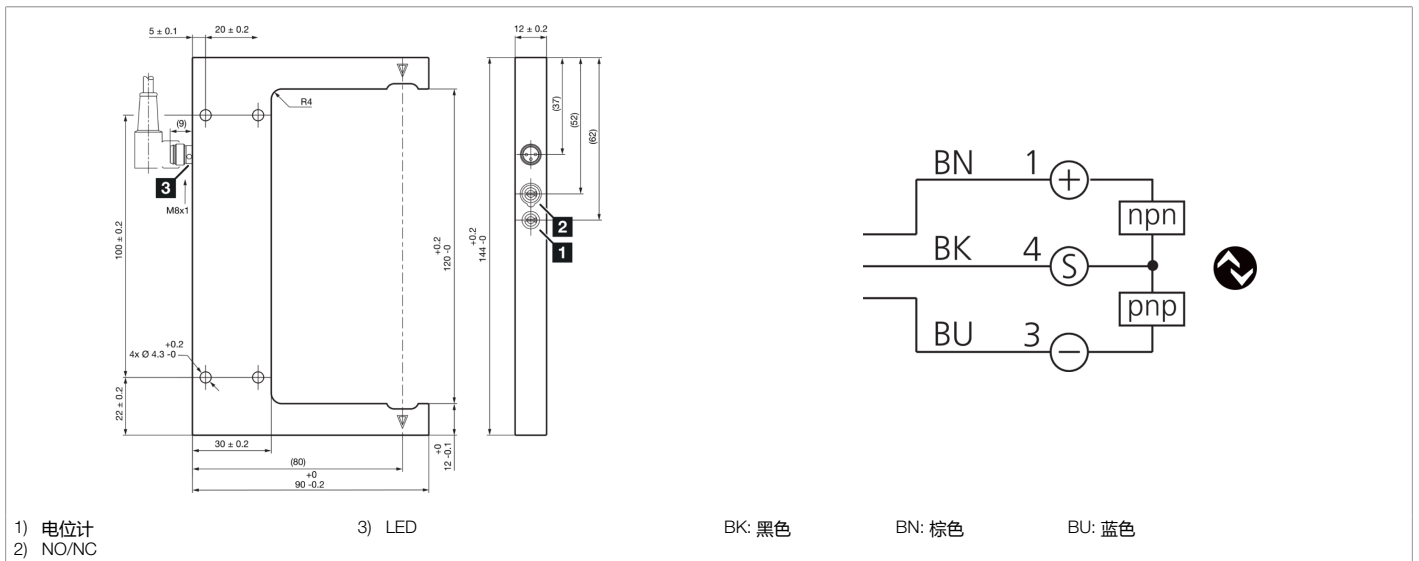 5 ± 0.1
20 ± 0.2
12 ± 0.2
R4
(9)
(37)
(52)
(62)
3
M8x1
2
1
100 ± 0.2
+0.2
120 -0
+0.2
144 -0
+0.2
4x Ø 4.3 -0
22 ± 0.2
30 ± 0.2
(80)
+0
90 -0.2
+0
12 -0.1
BN 1 +
npn
BK 4 S
pnp
BU 3 −
1) 电位计 3) LED BK: 黑色 BN: 棕色 BU: 蓝色
2) NO/NC